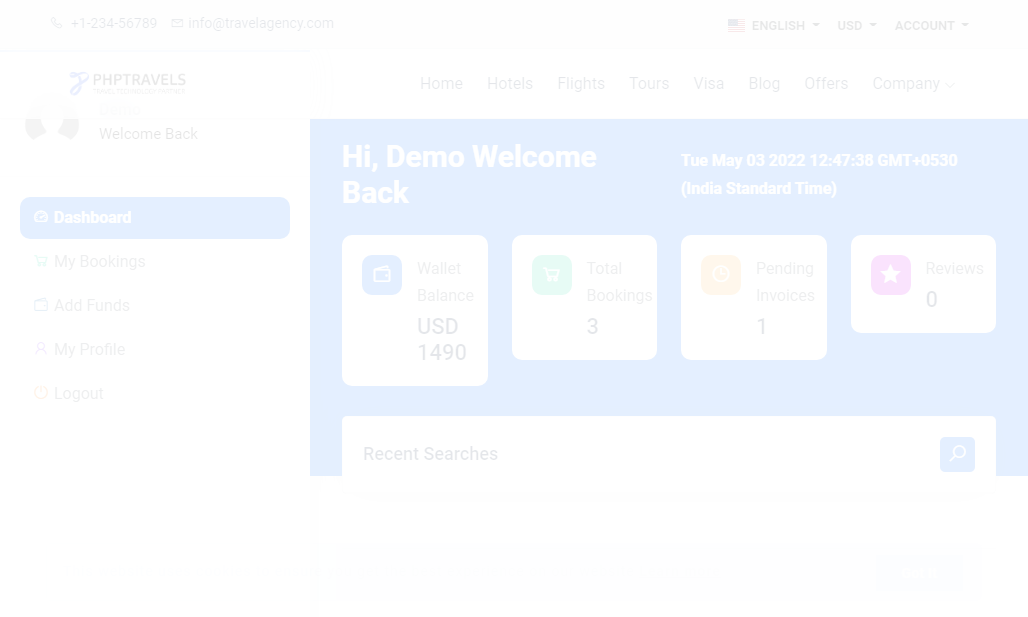 +1-234-56789 info@travelagency.com
ENGLISH USD ACCOUNT
PHPTRAVELS
TRAVEL TECHNOLOGY PARTNER
Home Hotels Flights Tours Visa Blog Offers Company
Welcome Back
Dashboard
My Bookings
Add Funds
My Profile
Logout
Hi, Demo Welcome
Back
Tue May 03 2022 12:47:38 GMT+0530
(India Standard Time)
Wallet
Balance
USD
1490
Total
Bookings
3
Pending
Invoices
1
Reviews
0
Recent Searches